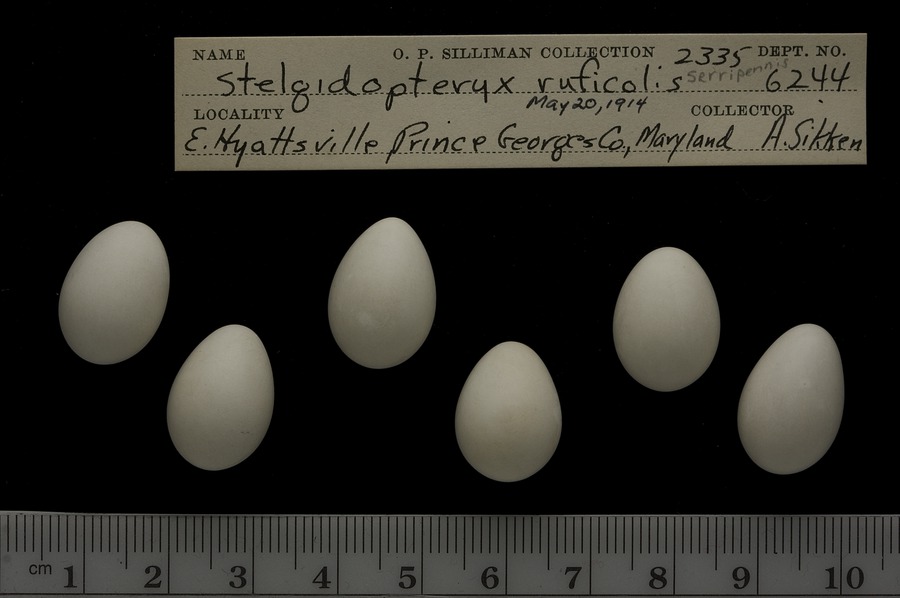 NAME O. P. SILLIMAN COLLECTION 2335 DEPT. NO.
Stelgidopteryx ruficolis serripennis 6244
LOCALITY May 20, 1914 COLLECTOR
E. Hyattsville Prince Georges Co., Maryland A. Sikken
cm 1 2 3 4 5 6 7 8 9 10